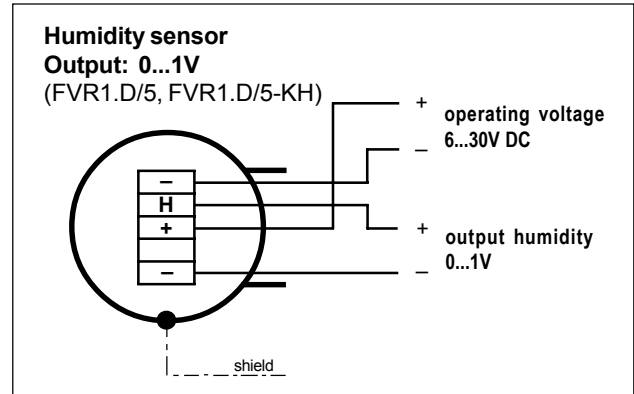 Humidity sensor
Output: 0...1V
(FVR1.D/5, FVR1.D/5-KH)
+ operating voltage
– 6...30V DC
–
H
+
–
+ output humidity
– 0...1V
shield